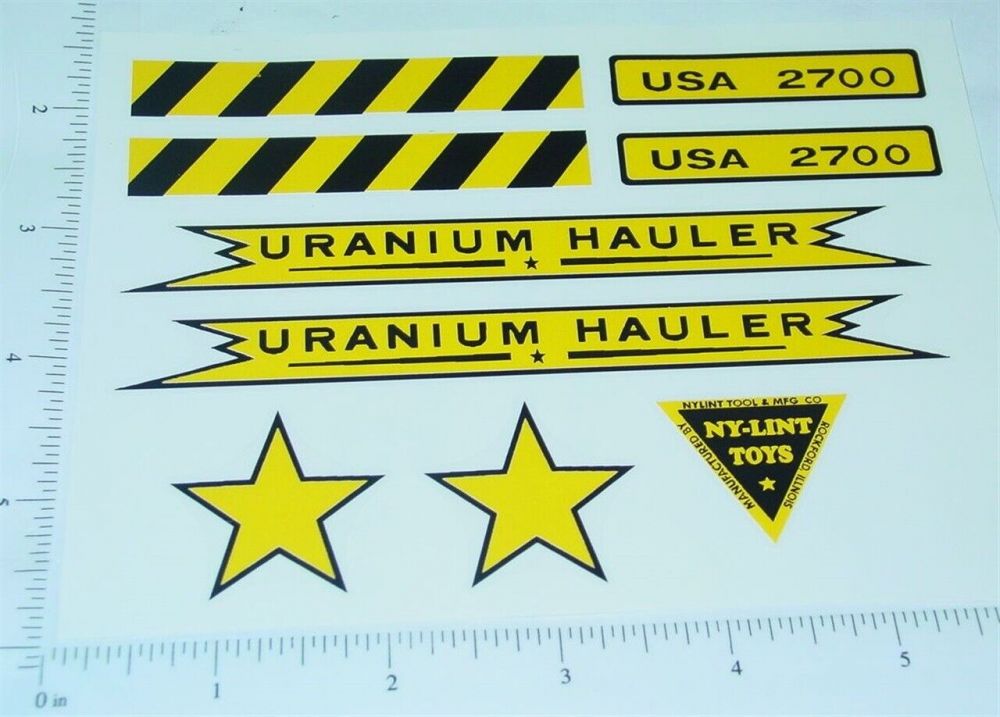 USA 2700
USA 2700
URANIUM HAULER
URANIUM HAULER
NYLINT TOOL & MFG CO
MANUFACTURED BY
ROCKFORD, ILLINOIS
NY-LINT
TOYS
2
3
4
5
0 in
1
2
3
4
5